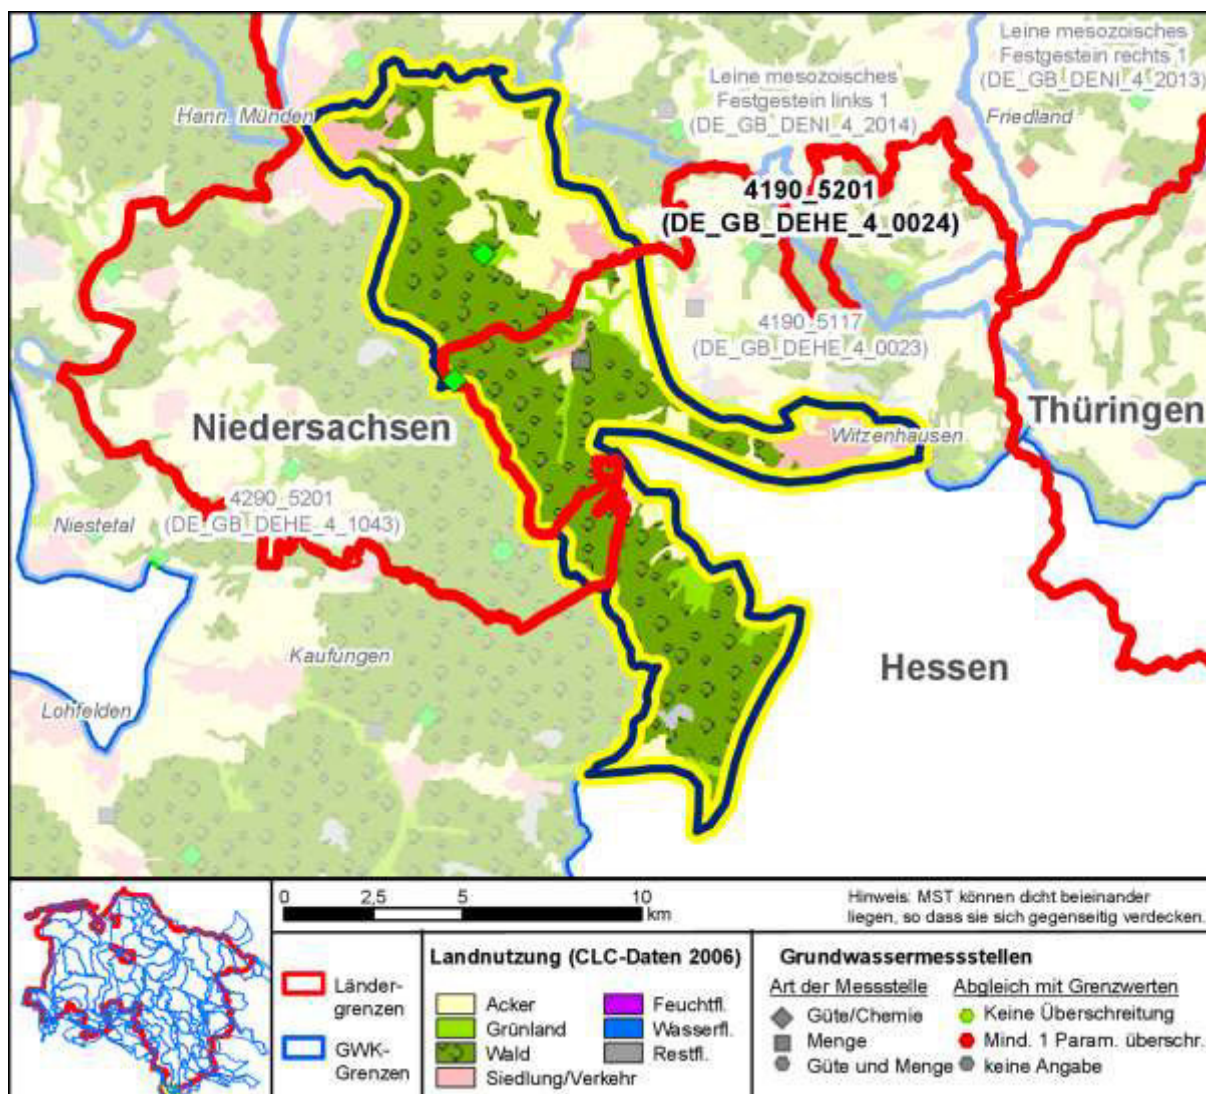 Leine mesozoisches
Festgestein rechts 1
(DE_GB_DENI_4_2013)
Leine mesozoisches
Festgestein links 1
(DE_GB_DENI_4_2014)
Hann. Münden
Friedland
4190_5201
(DE_GB_DEHE_4_0024)
4190_5117
(DE_GB_DEHE_4_0023)
Niedersachsen
Thüringen
Witzenhausen
4290_5201
(DE_GB_DEHE_4_1043)
Niestetal
Kaufungen
Hessen
Lohfelden
0 2,5 5 10
km
Hinweis: MST können dicht beieinander
liegen, so dass sie sich gegenseitig verdecken.
Länder-
grenzen
GWK-
Grenzen
Landnutzung (CLC-Daten 2006)
Acker
Grünland
Wald
Siedlung/Verkehr
Feuchtfl.
Wasserfl.
Restfl.
Grundwassermessstellen
Art der Messstelle
Güte/Chemie
Menge
Güte und Menge
Abgleich mit Grenzwerten
Keine Überschreitung
Mind. 1 Param. überschr.
keine Angabe